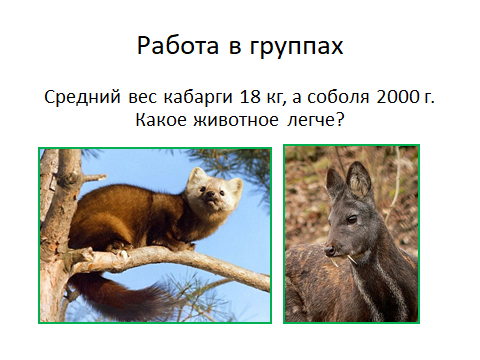 Работа в группах
Средний вес кабарги 18 кг, а соболя 2000 г.
Какое животное легче?